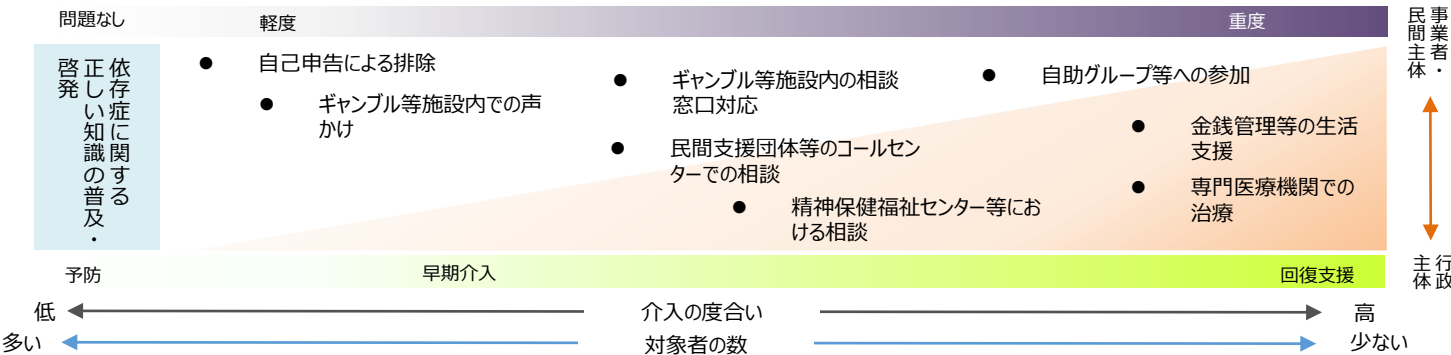 問題なし
軽度
重度
事業者・
民間主体
依存症に関する
正しい知識の普及・
啓発
● 自己申告による排除
● ギャンブル等施設内での声
かけ
● ギャンブル等施設内の相談
窓口対応
● 民間支援団体等のコールセン
ターでの相談
● 精神保健福祉センター等にお
ける相談
● 自助グループ等への参加
● 金銭管理等の生活
支援
● 専門医療機関での
治療
行政
主体
予防
早期介入
回復支援
低
介入の度合い
高
多い
対象者の数
少ない